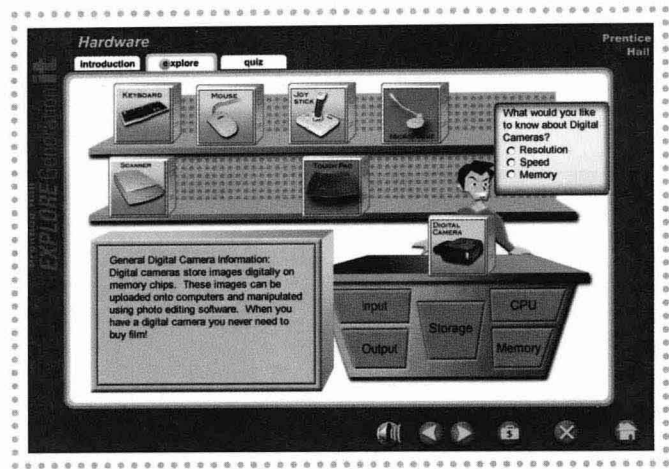 Hardware
Prentice
Hall
introduction
explore
quiz
KEYBOARD
MOUSE
JOY
STICK
MICROPHONE
What would you like
to know about Digital
Cameras?
Resolution
Speed
Memory
SCANNER
TOUCH PAD
DIGITAL
CAMERA
General Digital Camera Information:
Digital cameras store images digitally on
memory chips. These images can be
uploaded onto computers and manipulated
using photo editing software. When you
have a digital camera you never need to
buy film!
Input
Output
Storage
CPU
Memory
EXPLORE Generation it